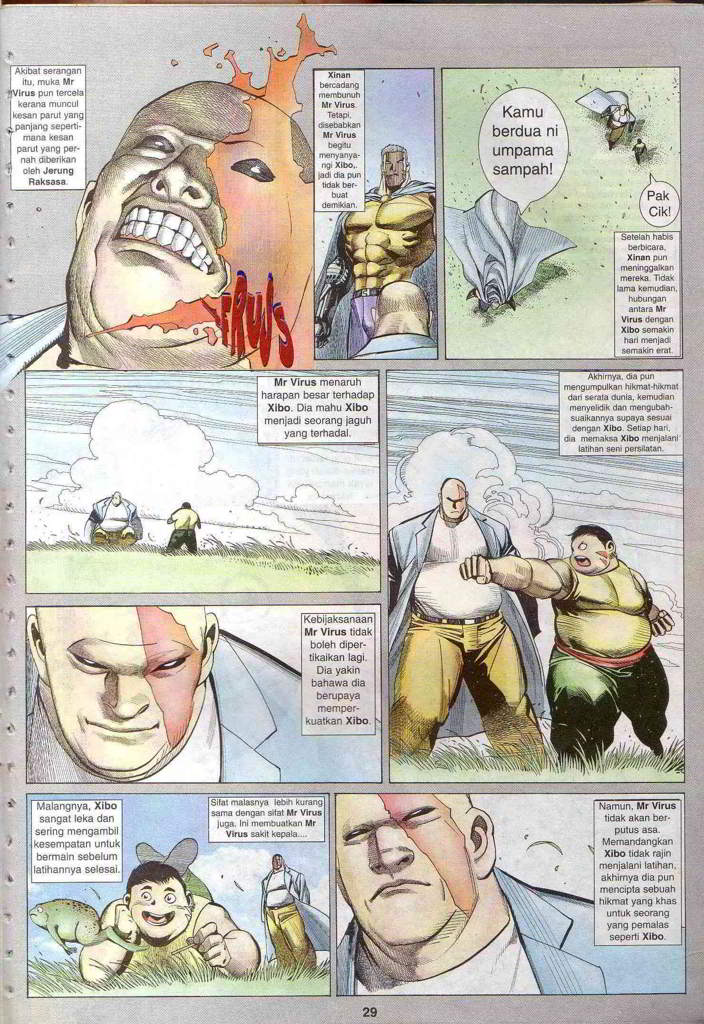 Akibat serangan
itu, muka Mr
Virus pun tercela
kerana muncul
kesan parut yang
panjang seperti-
mana kesan
parut yang per-
nah diberikan
oleh Jerung
Raksasa.
Xinan
bercadang
membunuh
Mr Virus.
Tetapi,
disebabkan
Mr Virus
begitu
menyanya-
ngi Xibo,.
jadi dia pun
tidak ber-
buat
demikian.
Kamu
berdua ni
umpama
sampah!
Pak
Cik!
Setelah habis
berbicara,
Xinan pun
meninggalkan
mereka. Tidak
lama kemudian,
hubungan
antara Mr
Virus dengan
Xibo semakin
hari menjadi
semakin erat.
Mr Virus menaruh
harapan besar terhadap
Xibo. Dia mahu Xibo
menjadi seorang jaguh
yang terhadal.
Akhirnya, dia pun
mengumpulkan hikmat-hikmat
dari serata dunia, kemudian
menyelidik dan mengubah-
suaikannya supaya sesuai
dengan Xibo. Setiap hari,
dia memaksa Xibo menjalani
latihan seni persilatan.
Kebijaksanaan
Mr Virus tidak
boleh diper-
tikaikan lagi.
Dia yakin
bahawa dia
berupaya
memper-
kuatkan Xibo.
Malangnya, Xibo
sangat leka dan
sering mengambil
kesempatan untuk
bermain sebelum
latihannya selesai.
Sifat malasnya lebih kurang
sama dengan sifat Mr Virus
juga. Ini membuatkan Mr
Virus sakit kepala....
Namun, Mr Virus
tidak akan ber-
putus asa.
Memandangkan
Xibo tidak rajin
menjalani latihan,
akhirnya dia pun
mencipta sebuah
hikmat yang khas
untuk seorang
pemalas
seperti Xibo.
29